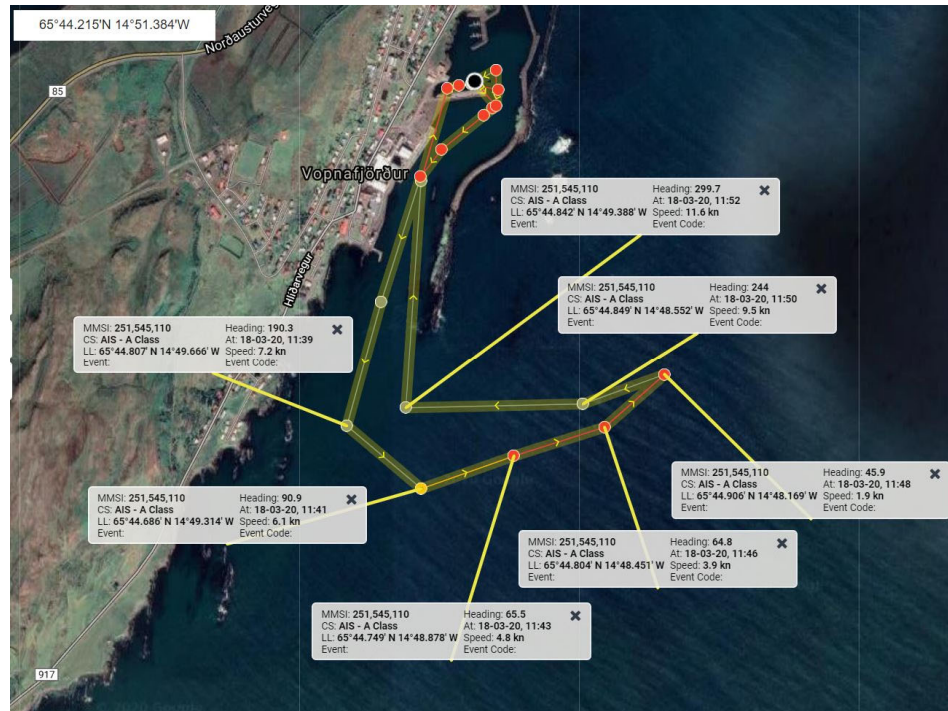 65°44.215'N 14°51.384'W
Norðausturve
85
Vopnafjörður
Hlíðarvegur
MMSI: 251,545,110 Heading: 299.7
CS: AIS - A Class At: 18-03-20, 11:52
LL: 65°44.842' N 14°49.388' W Speed: 11.6 kn
Event: Event Code:
MMSI: 251,545,110 Heading: 244
CS: AIS - A Class At: 18-03-20, 11:50
LL: 65°44.849' N 14°48.552' W Speed: 9.5 kn
Event: Event Code:
MMSI: 251,545,110 Heading: 190.3
CS: AIS - A Class At: 18-03-20, 11:39
LL: 65°44.807' N 14°49.666' W Speed: 7.2 kn
Event: Event Code:
MMSI: 251,545,110 Heading: 45.9
CS: AIS - A Class At: 18-03-20, 11:48
LL: 65°44.906' N 14°48.169' W Speed: 1.9 kn
Event: Event Code:
MMSI: 251,545,110 Heading: 90.9
CS: AIS - A Class At: 18-03-20, 11:41
LL: 65°44.686' N 14°49.314' W Speed: 6.1 kn
Event: Event Code:
MMSI: 251,545,110 Heading: 64.8
CS: AIS - A Class At: 18-03-20, 11:46
LL: 65°44.804' N 14°48.451' W Speed: 3.9 kn
Event: Event Code:
MMSI: 251,545,110 Heading: 65.5
CS: AIS - A Class At: 18-03-20, 11:43
LL: 65°44.749' N 14°48.878' W Speed: 4.8 kn
Event: Event Code:
917